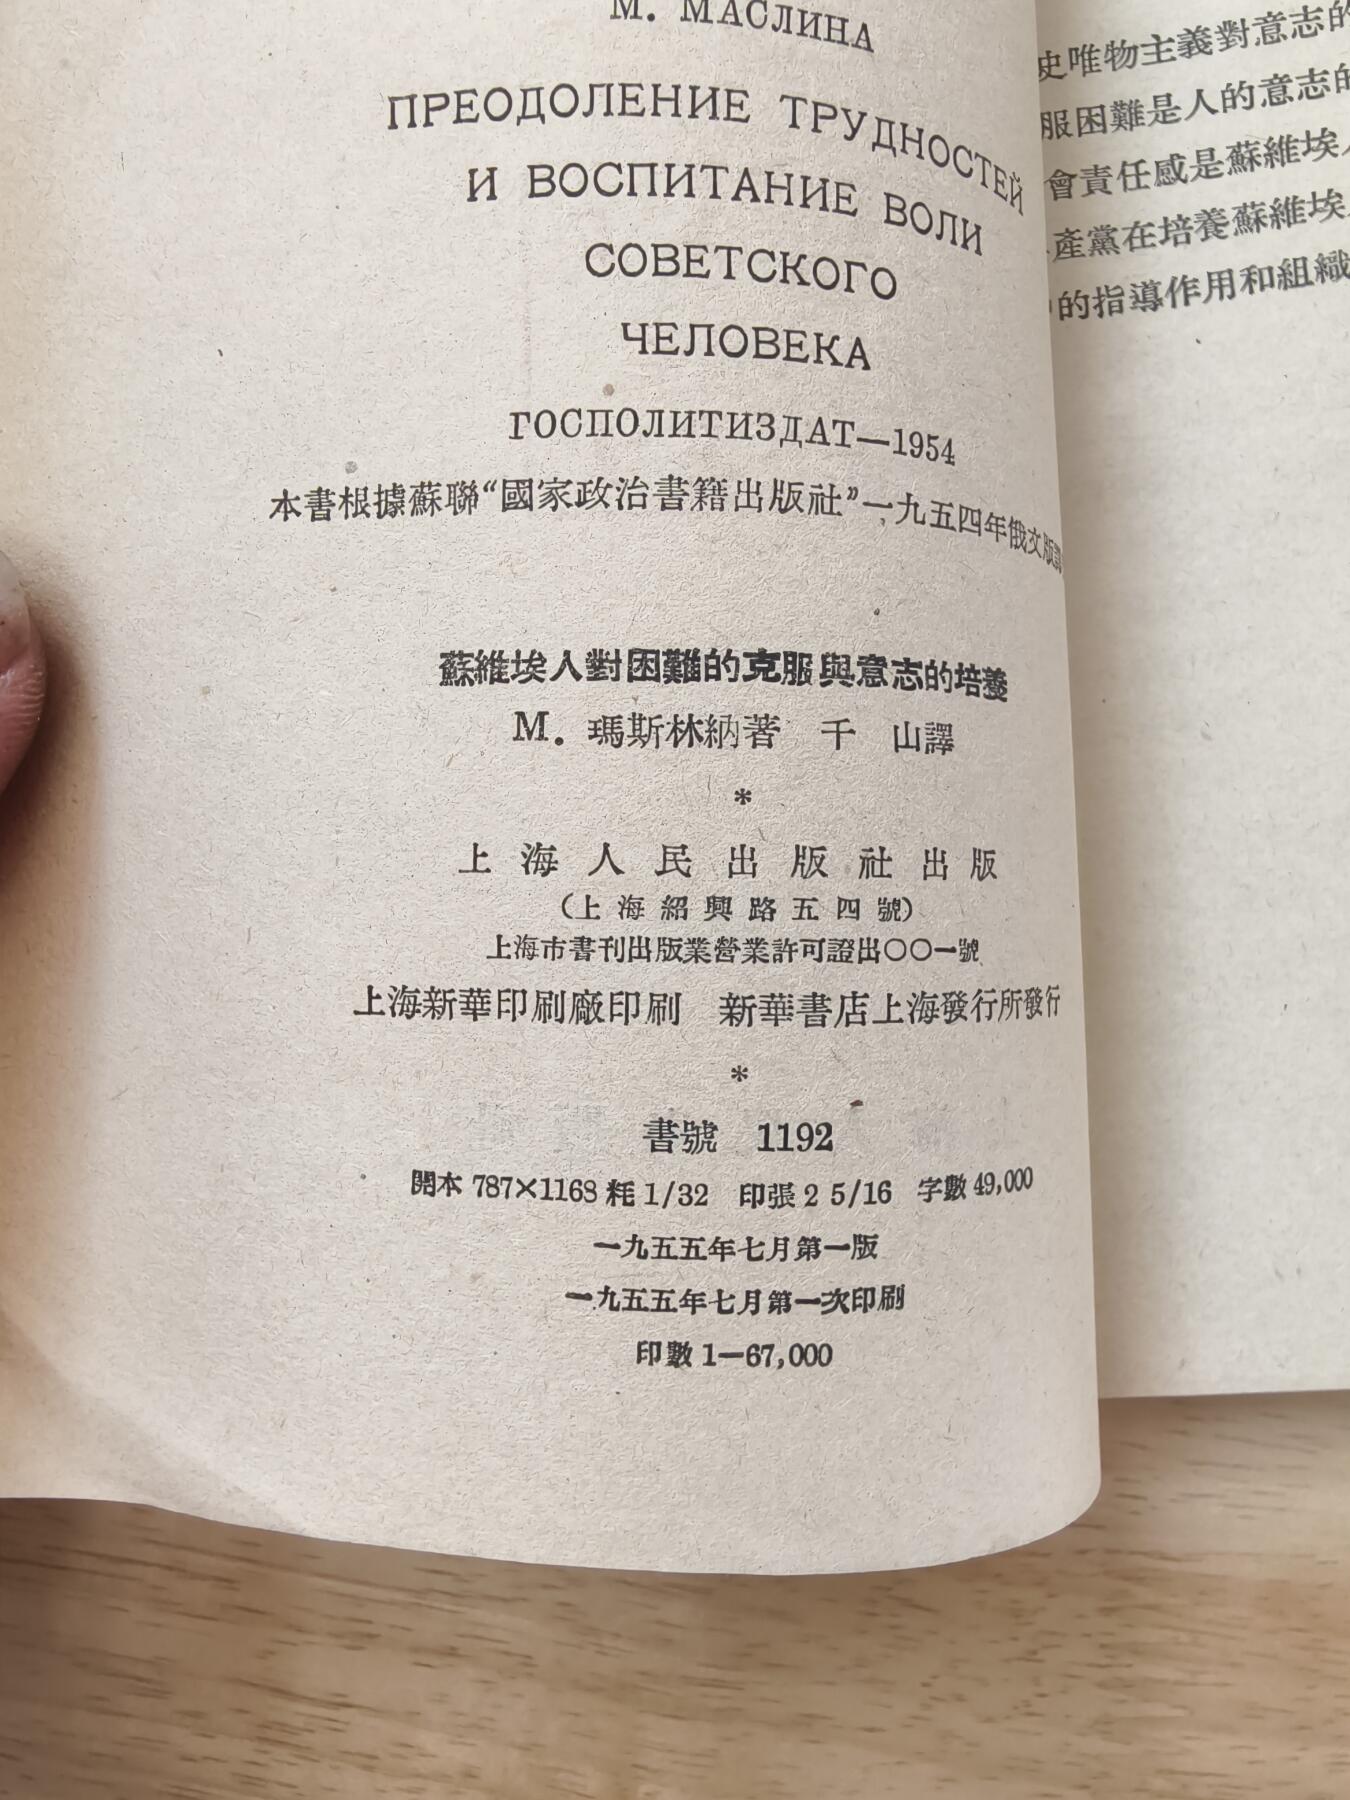 М. МАСЛИНА
ПРЕОДОЛЕНИЕ ТРУДНОСТЕЙ
И ВОСПИТАНИЕ ВОЛИ
СОВЕТСКОГО
ЧЕЛОВЕКА
ГОСПОЛИТИЗДАТ—1954
本書根據蘇聯“國家政治書籍出版社”一九五四年俄文版譯
蘇維埃人對困難的克服與意志的培養
М. 瑪斯林納著 千 山譯
*
上海人民出版社出版
(上海紹興路五四號)
上海市書刊出版業營業許可證出〇〇一號
上海新華印刷廠印刷 新華書店上海發行所發行
*
書號 1192
開本 787×1168 耗 1/32 印張 2 5/16 字數 49,000
一九五五年七月第一版
一九五五年七月第一次印刷
印數 1—67,000
史唯物主義對意志的
服困難是人的意志的
會責任感是蘇維埃
產黨在培養蘇維埃
的指導作用和組織